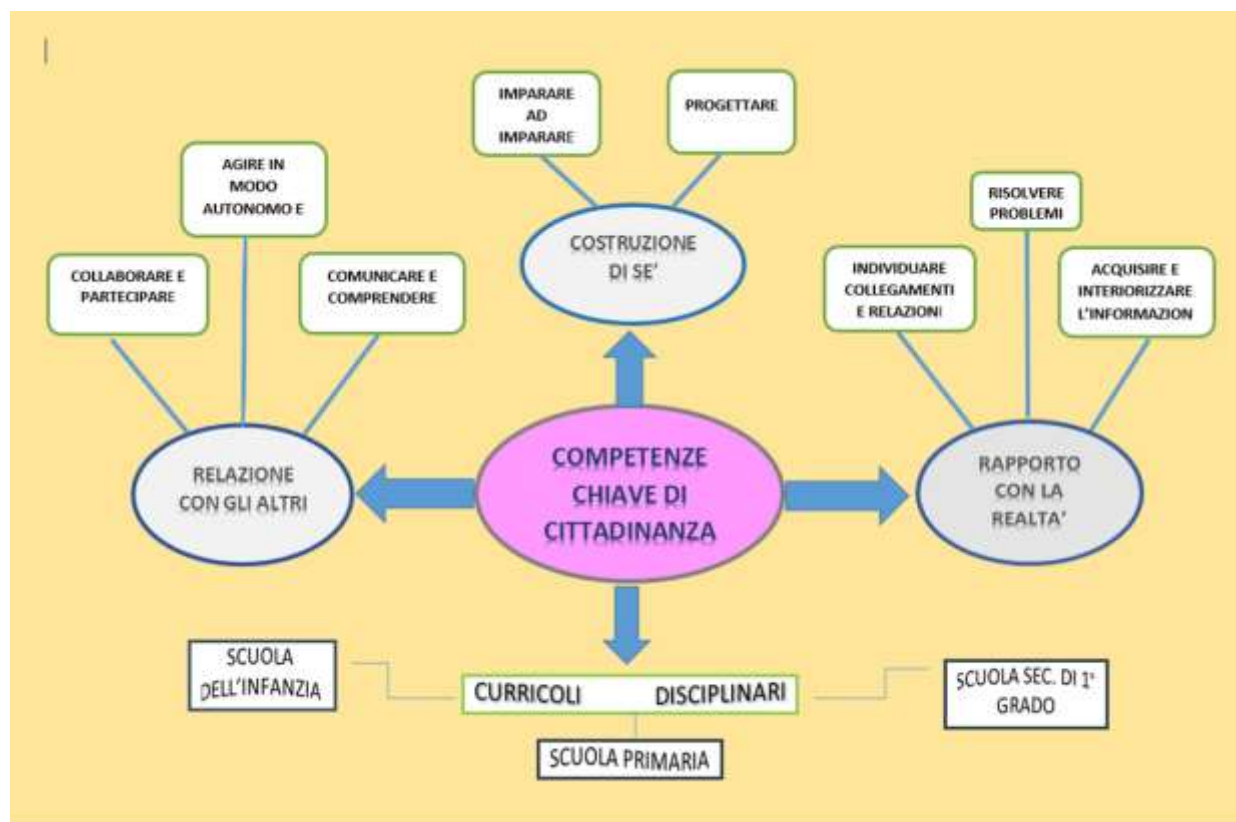 IMPARARE
AD
IMPARARE
PROGETTARE
AGIRE IN
MODO
AUTONOMO E
RISOLVERE
PROBLEMI
COLLABORARE E
PARTECIPARE
COMUNICARE E
COMPRENDERE
COSTRUZIONE
DI SE'
INDIVIDUARE
COLLEGAMENTI
E RELAZIONI
ACQUISIRE E
INTERIORIZZARE
L'INFORMAZION
RELAZIONE
CON GLI ALTRI
COMPETENZE
CHIAVE DI
CITTADINANZA
RAPPORTO
CON LA
REALTA'
SCUOLA
DELL'INFANZIA
CURRICOLI DISCIPLINARI
SCUOLA SEC. DI 1°
GRADO
SCUOLA PRIMARIA